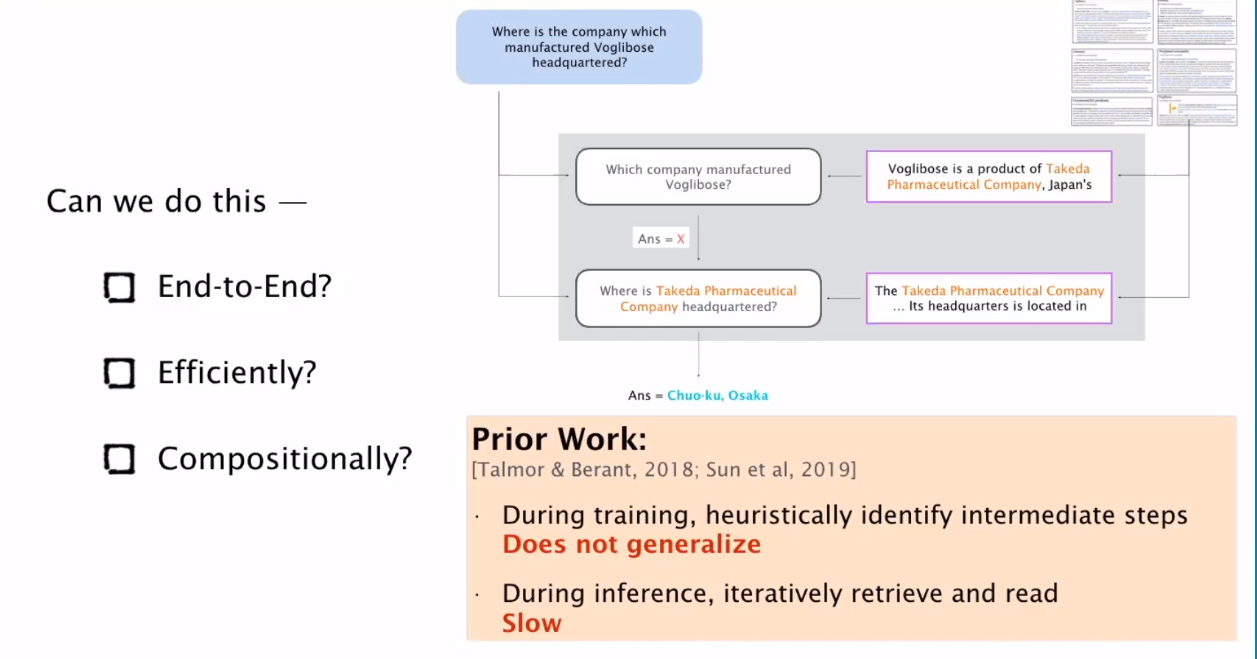 Where is the company which
manufactured Voglibose
headquartered?
Can we do this —
End-to-End?
Efficiently?
Compositionally?
Which company manufactured
Voglibose?
Voglibose is a product of Takeda
Pharmaceutical Company, Japan's
Ans = X
Where is Takeda Pharmaceutical
Company headquartered?
The Takeda Pharmaceutical Company
... Its headquarters is located in
Ans = Chuo-ku, Osaka
Prior Work:
[Talmor & Berant, 2018; Sun et al, 2019]
· During training, heuristically identify intermediate steps
Does not generalize
· During inference, iteratively retrieve and read
Slow